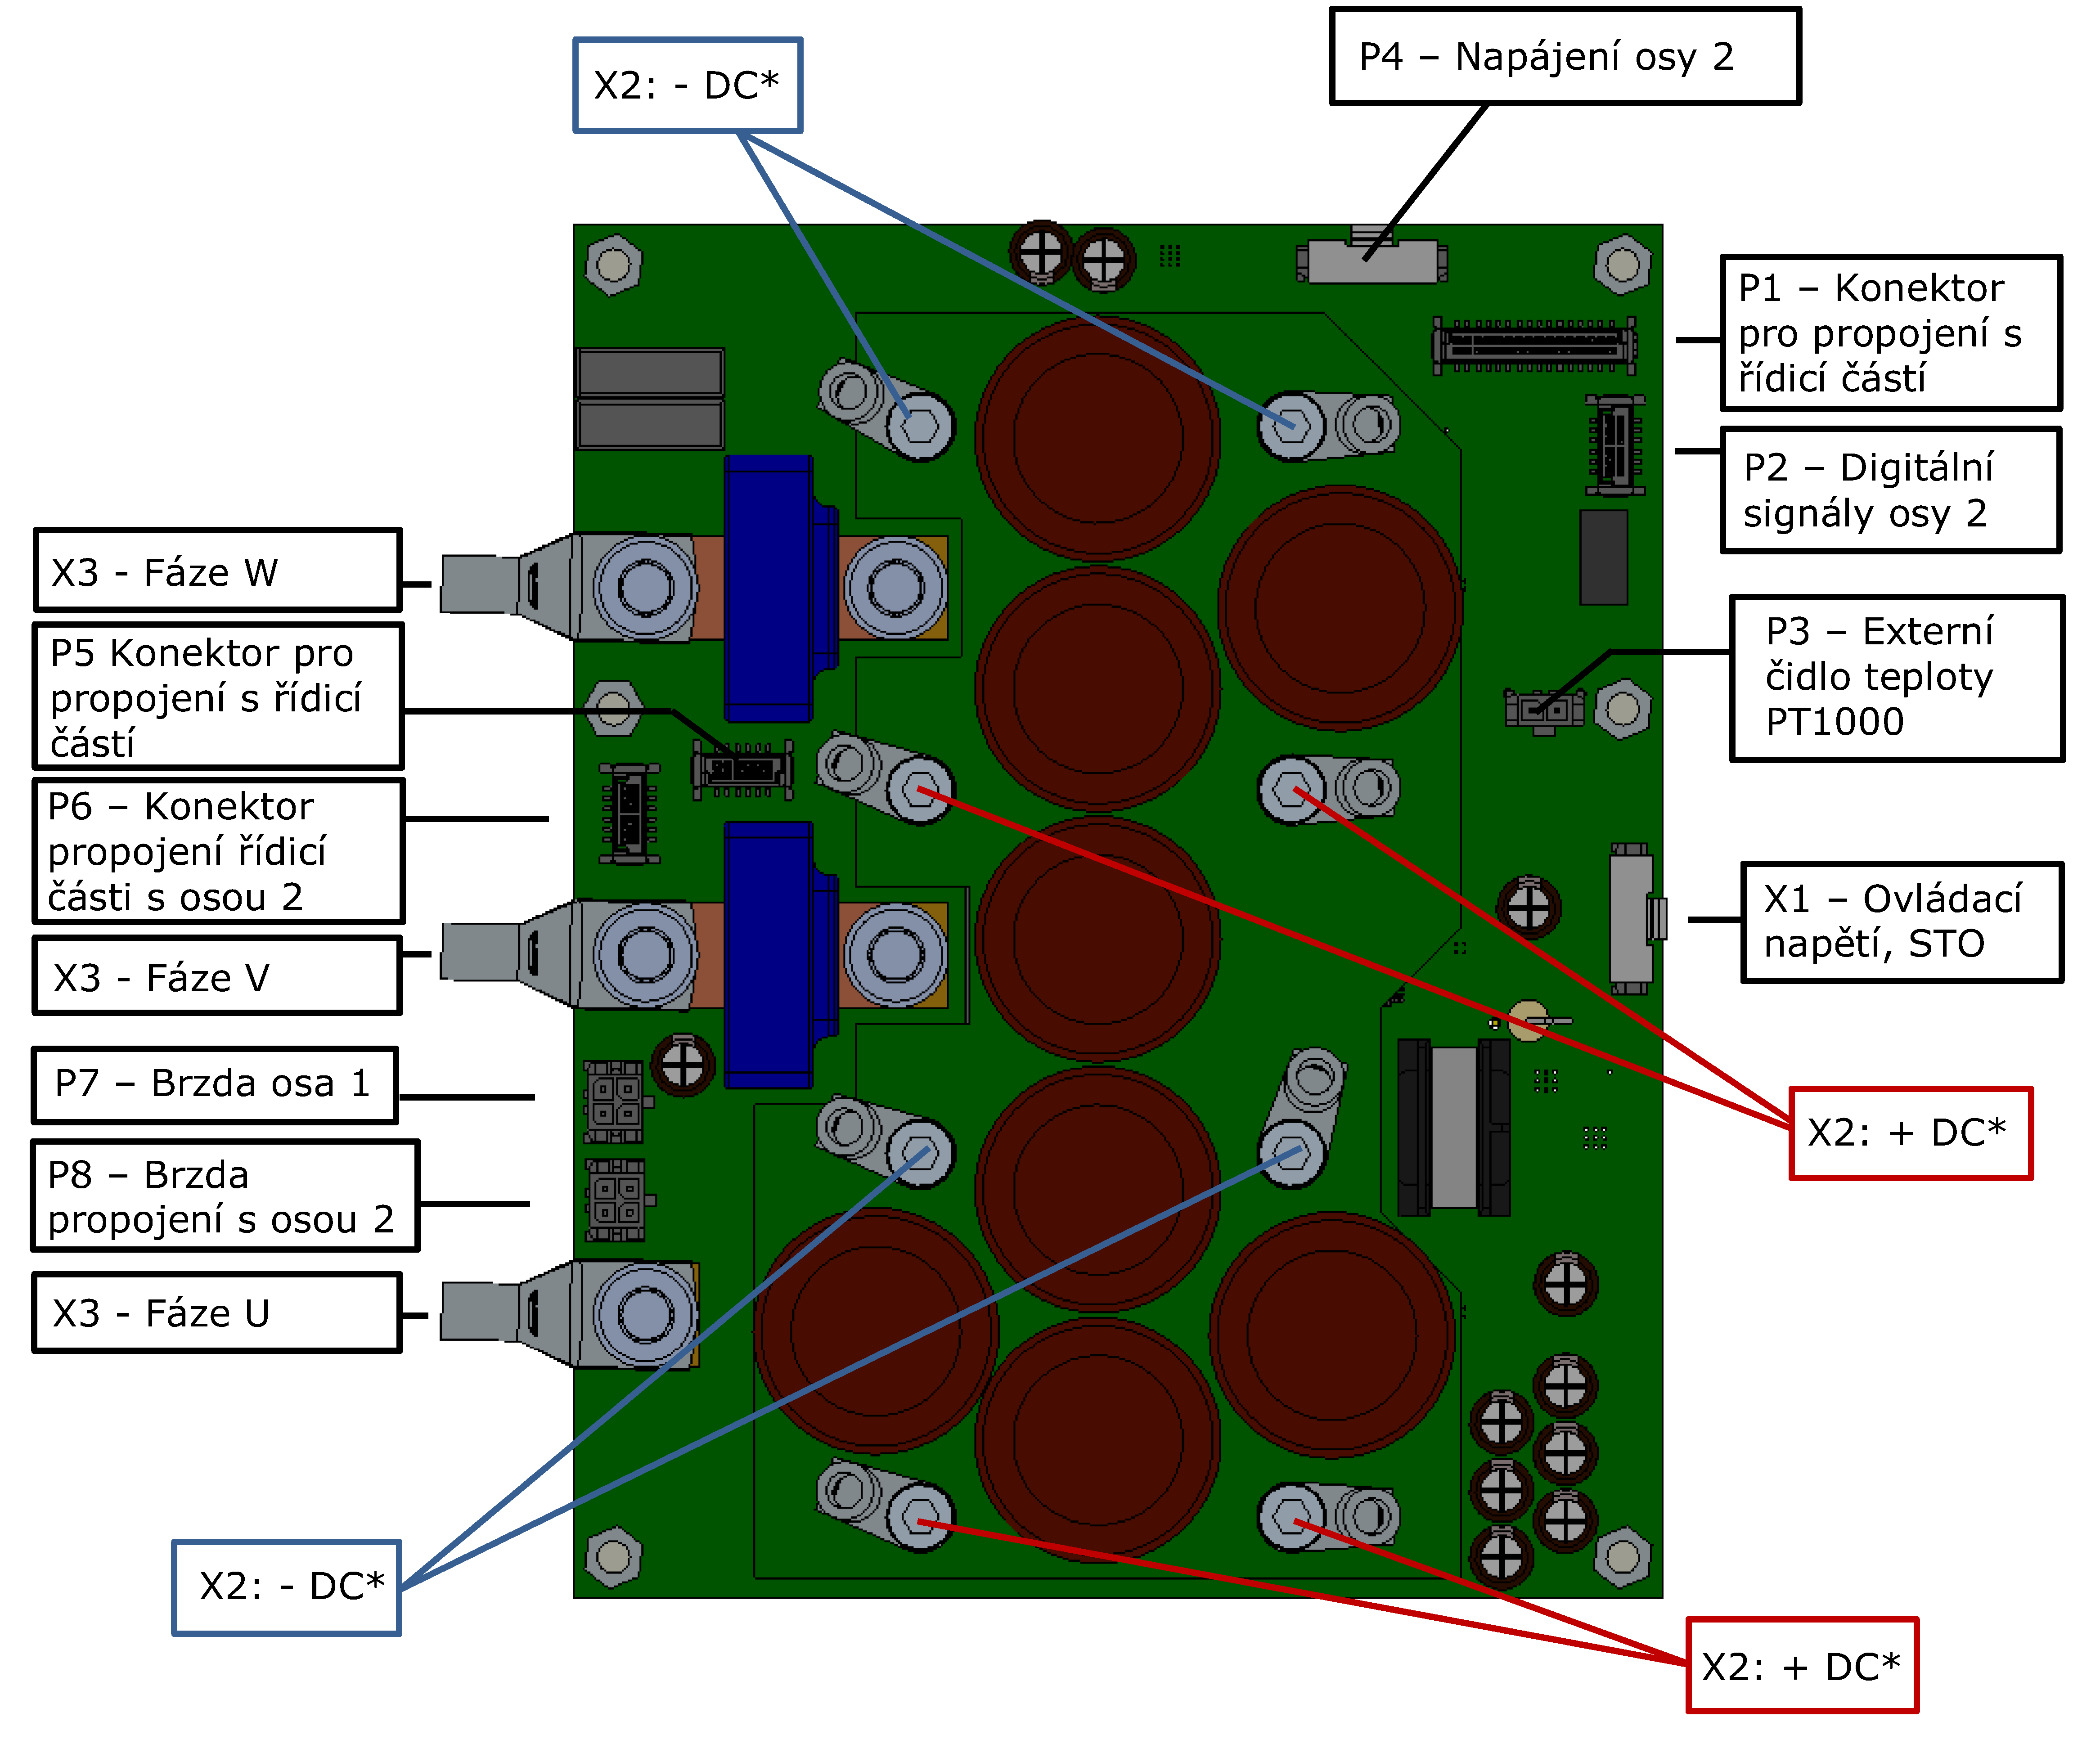 X2: - DC*
P4 – Napájení osy 2
P1 – Konektor
pro propojení s
řídicí částí
P2 – Digitální
signály osy 2
X3 - Fáze W
P5 Konektor pro
propojení s řídicí
částí
P3 – Externí
čidlo teploty
PT1000
P6 – Konektor
propojení řídicí
části s osou 2
X1 – Ovládací
napětí, STO
X3 - Fáze V
P7 – Brzda osa 1
X2: + DC*
P8 – Brzda
propojení s osou 2
X3 - Fáze U
X2: - DC*
X2: + DC*